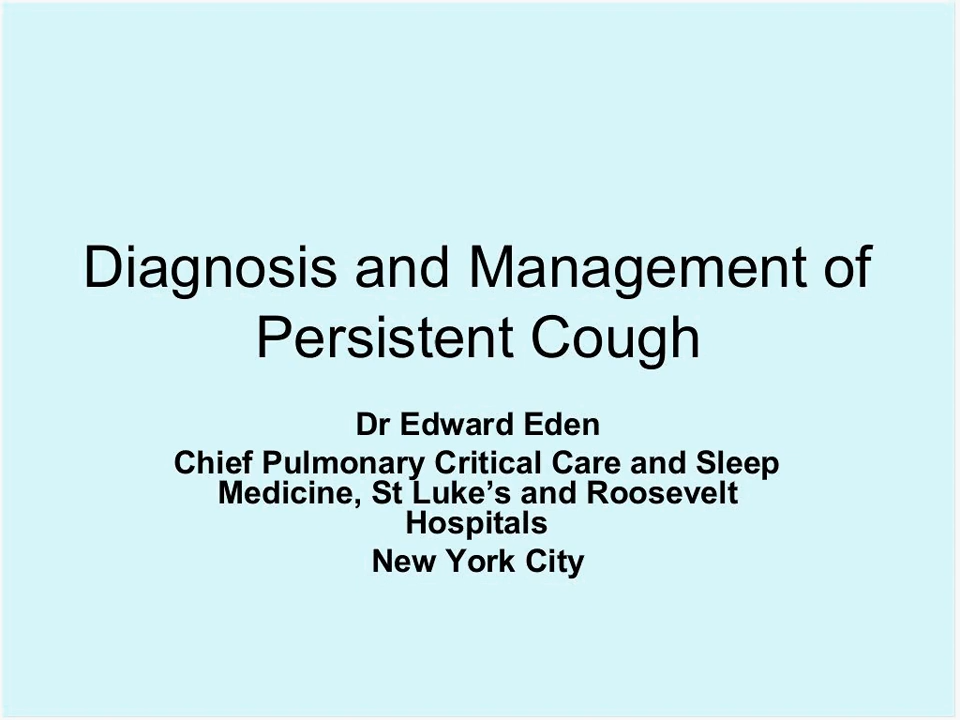 Diagnosis and Management of
Persistent Cough
Dr Edward Eden
Chief Pulmonary Critical Care and Sleep
Medicine, St Luke’s and Roosevelt
Hospitals
New York City